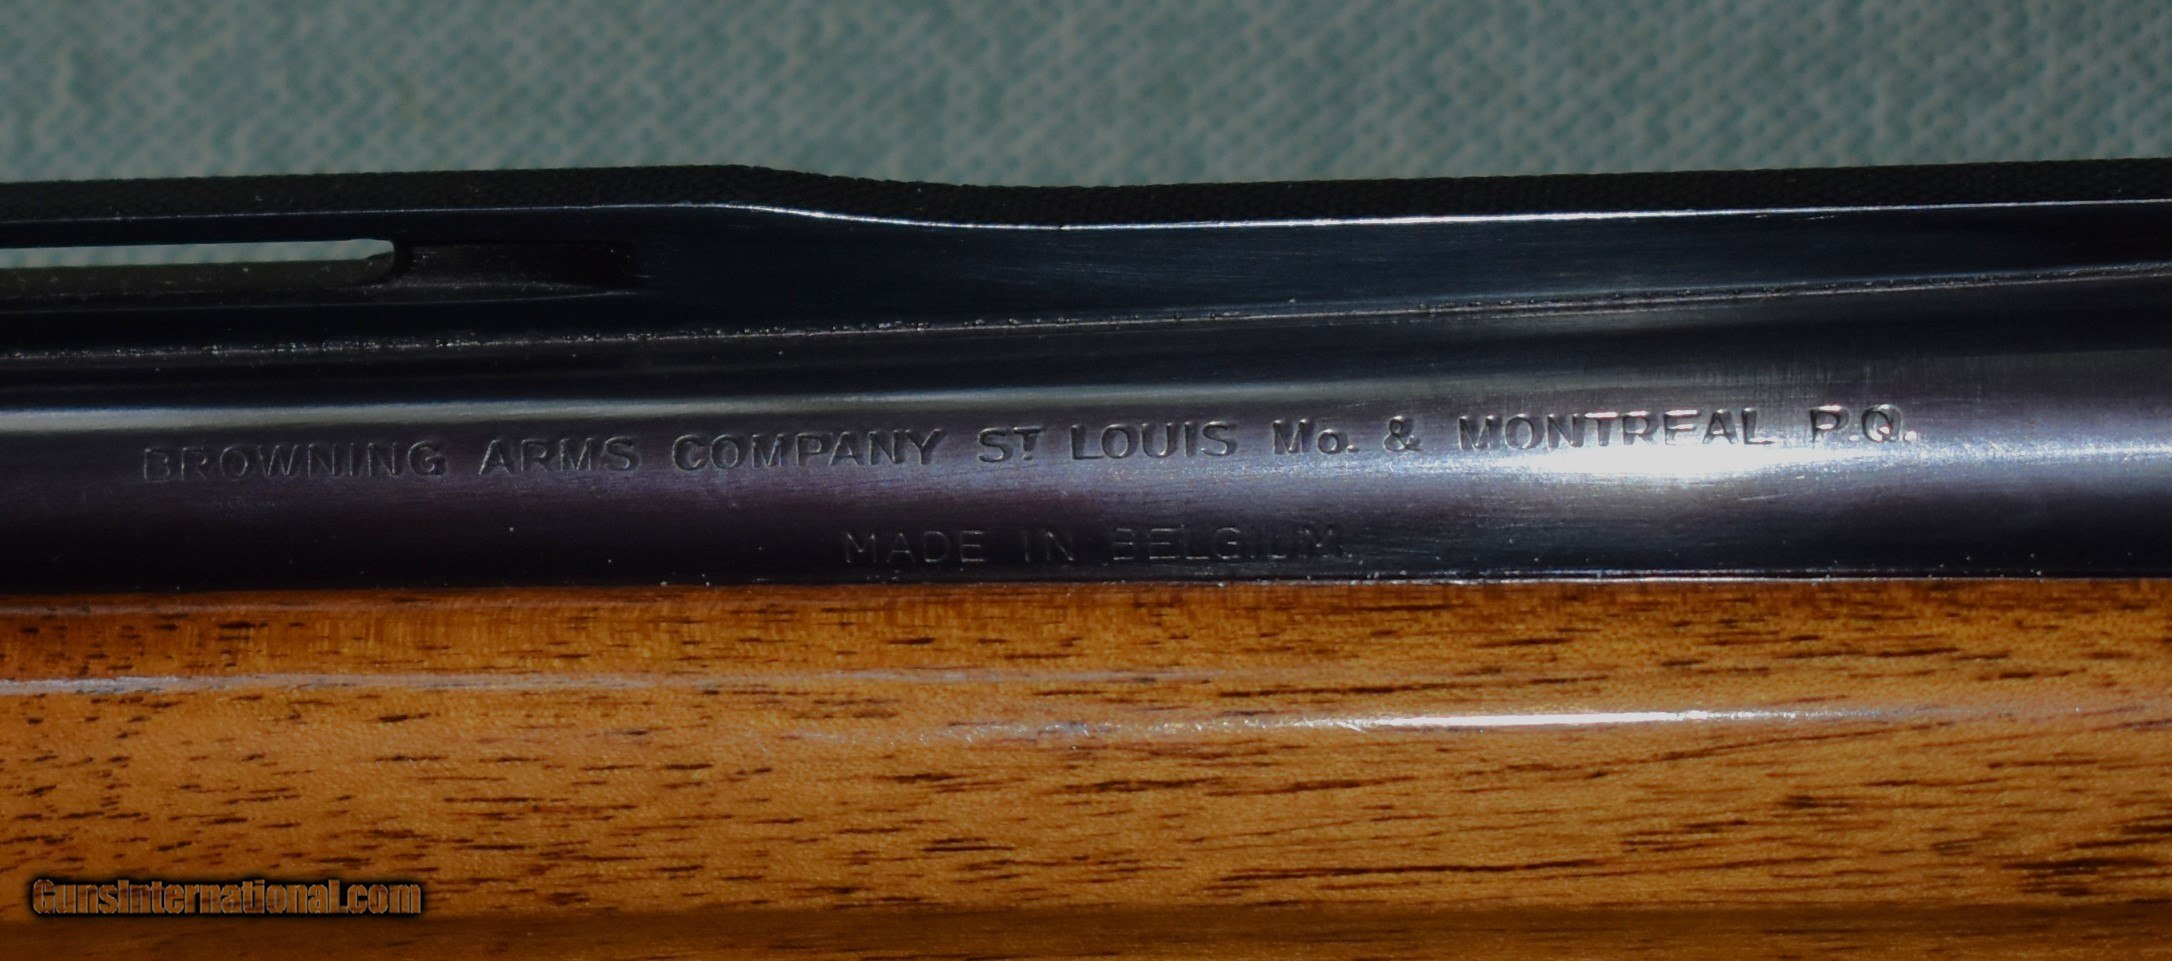 BROWNING ARMS COMPANY ST LOUIS Mo. & MONTREAL P.Q.
MADE IN BELGIUM.
GunsInternational.com